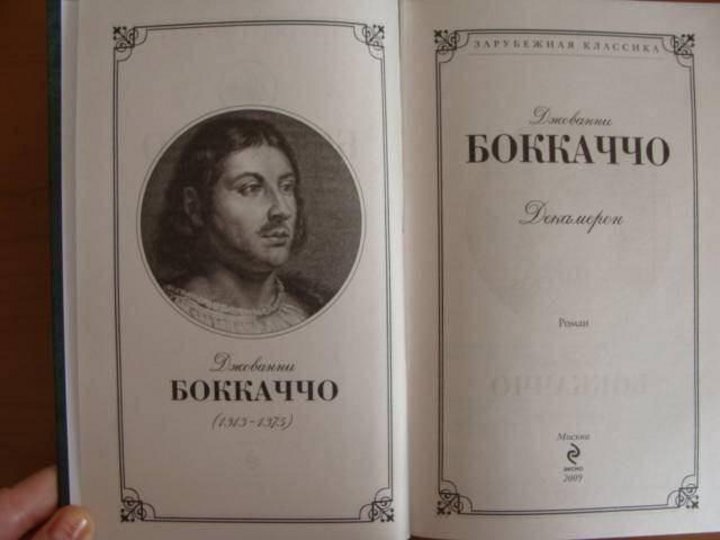 Джованни
БОККАЧЧО
(1313–1375)
ЗАРУБЕЖНАЯ КЛАССИКА
Джованни
БОККАЧЧО
Декамерон
Роман
Москва
ЭКСМО
2009